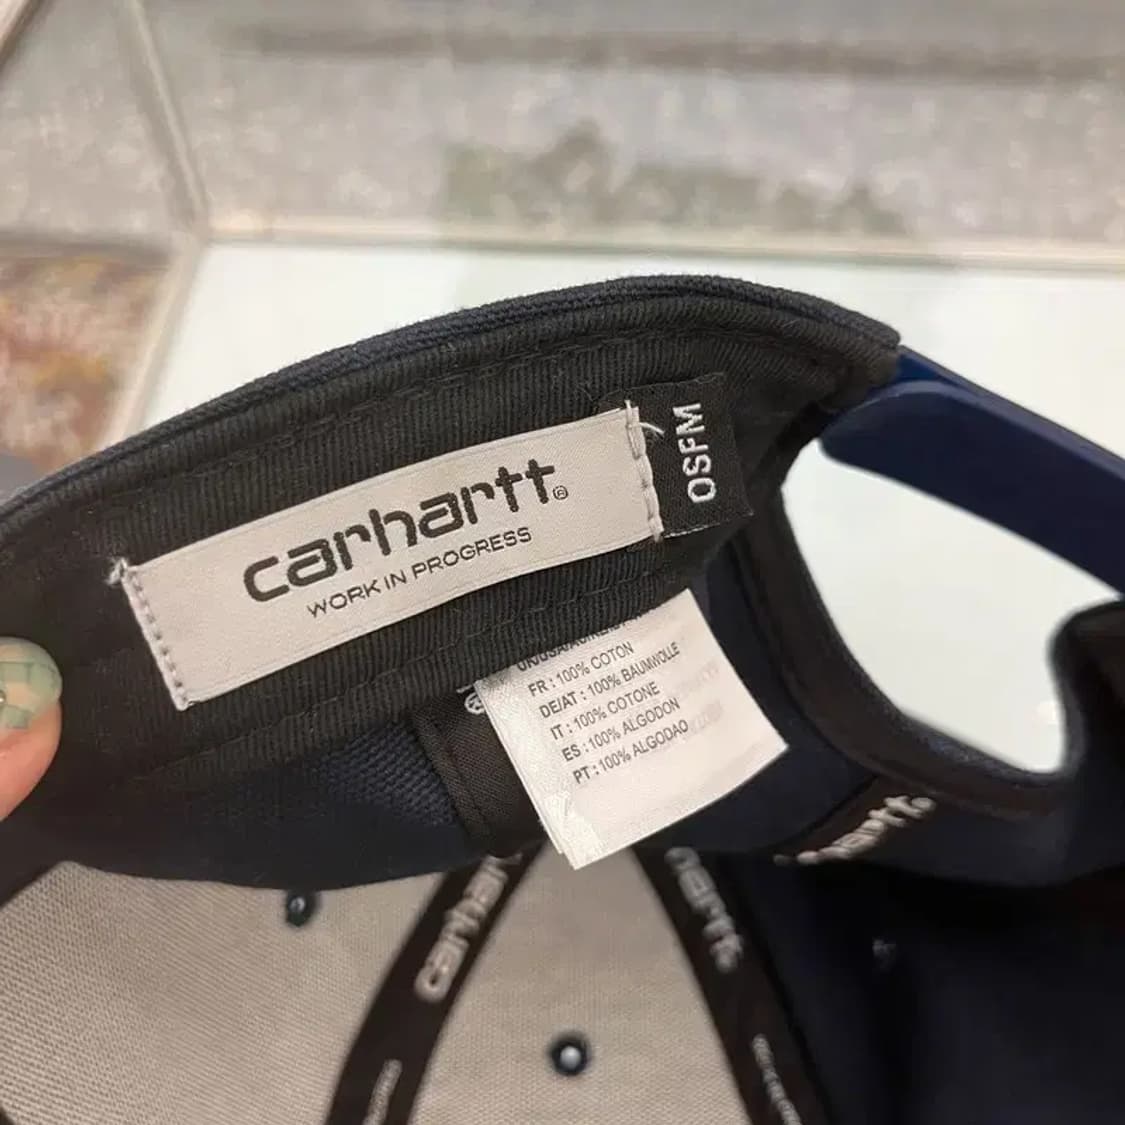 carhartt®
WORK IN PROGRESS
OSFM
FR : 100% COTON
DE/AT : 100% BAUMWOLLE
IT : 100% COTONE
ES : 100% ALGODON
PT : 100% ALGODAO
carhartt
carhartt